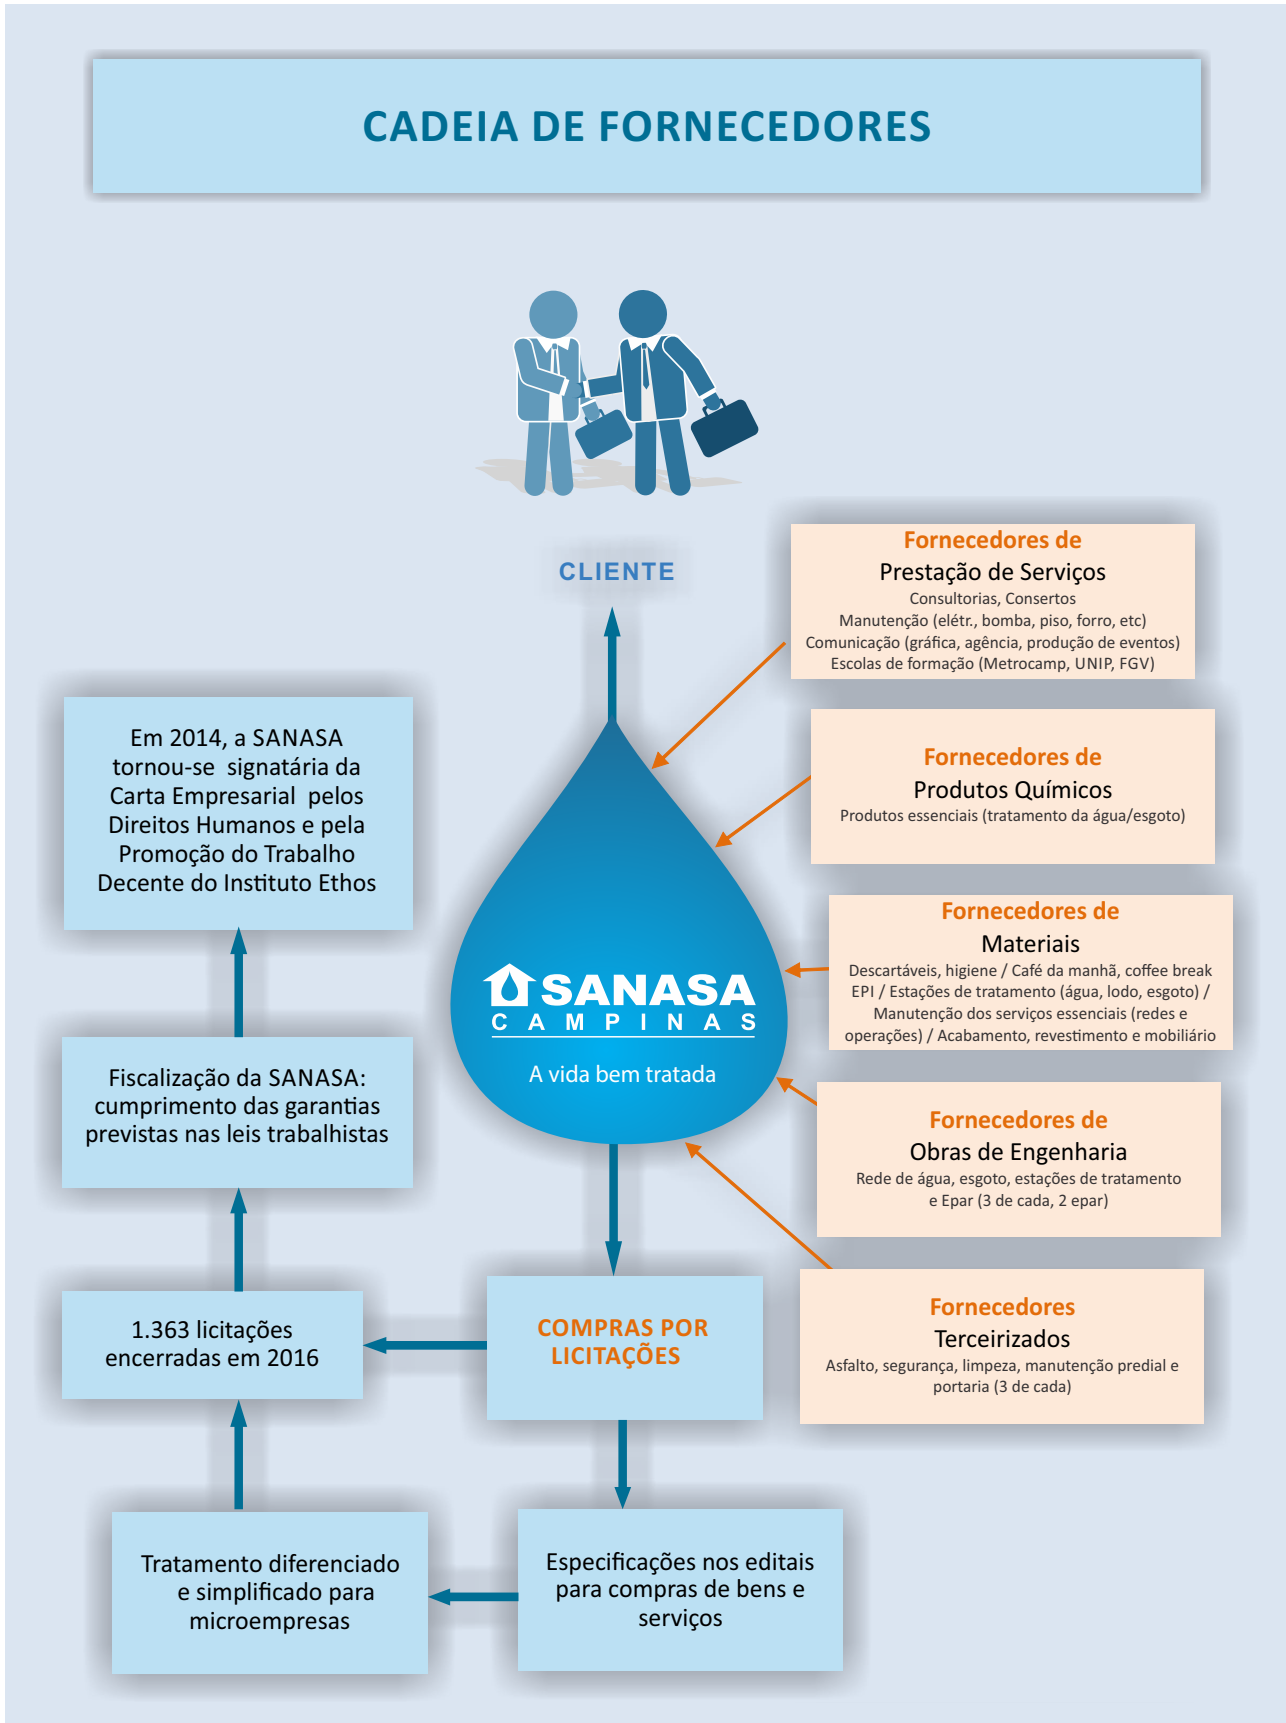 CADEIA DE FORNECEDORES
CLIENTE
Fornecedores de
Prestação de Serviços
Consultorias, Consertos
Manutenção (elétr., bomba, piso, forro, etc)
Comunicação (gráfica, agência, produção de eventos)
Escolas de formação (Metrocamp, UNIP, FGV)
Fornecedores de
Produtos Químicos
Produtos essenciais (tratamento da água/esgoto)
Fornecedores de
Materiais
Descartáveis, higiene / Café da manhã, coffee break
EPI / Estações de tratamento (água, lodo, esgoto) /
Manutenção dos serviços essenciais (redes e
operações) / Acabamento, revestimento e mobiliário
Fornecedores de
Obras de Engenharia
Rede de água, esgoto, estações de tratamento
e Epar (3 de cada, 2 epar)
Fornecedores
Terceirizados
Asfalto, segurança, limpeza, manutenção predial e
portaria (3 de cada)
SANASA
CAMPINAS
A vida bem tratada
COMPRAS POR
LICITAÇÕES
Especificações nos editais
para compras de bens e
serviços
Tratamento diferenciado
e simplificado para
microempresas
1.363 licitações
encerradas em 2016
Fiscalização da SANASA:
cumprimento das garantias
previstas nas leis trabalhistas
Em 2014, a SANASA
tornou-se signatária da
Carta Empresarial pelos
Direitos Humanos e pela
Promoção do Trabalho
Decente do Instituto Ethos